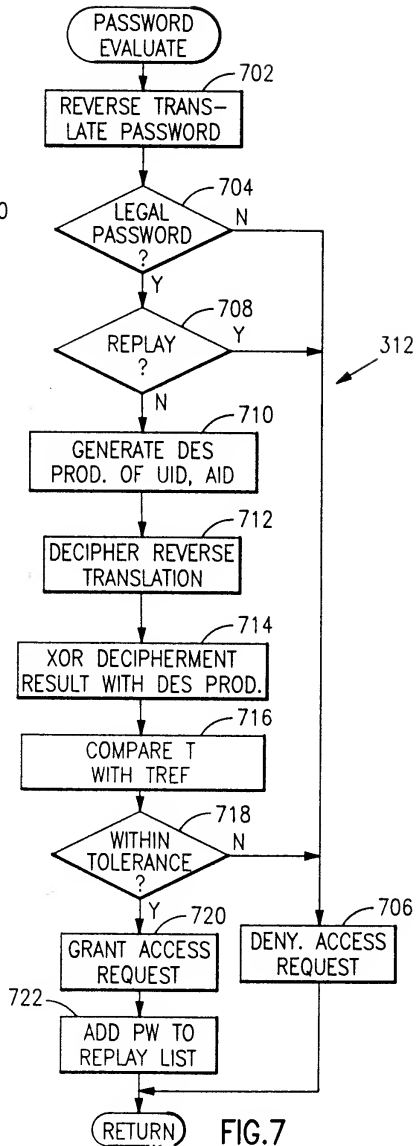 PASSWORD
EVALUATE
702
REVERSE TRANS-
LATE PASSWORD
704
0
LEGAL
PASSWORD
?
N
Y
708
REPLAY
?
Y
312
N
710
GENERATE DES
PROD. OF UID, AID
712
DECIPHER REVERSE
TRANSLATION
714
XOR DECIPHERMENT
RESULT WITH DES PROD.
716
COMPARE T
WITH TREF
718
WITHIN
TOLERANCE
?
N
Y
720
GRANT ACCESS
REQUEST
706
DENY. ACCESS
REQUEST
722
ADD PW TO
REPLAY LIST
RETURN
FIG.7